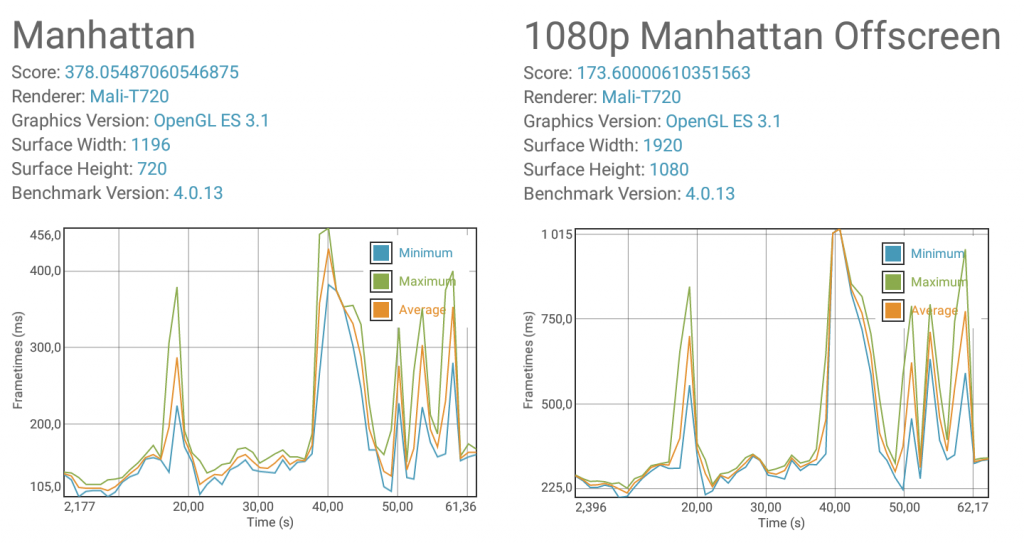 Manhattan
Score: 378.05487060546875
Renderer: Mali-T720
Graphics Version: OpenGL ES 3.1
Surface Width: 1196
Surface Height: 720
Benchmark Version: 4.0.13
456,0
400,0
300,0
200,0
105,0
Frametimes (ms)
Minimum
Maximum
Average
2,177
20,00
30,00
40,00
50,00
61,36
Time (s)
1080p Manhattan Offscreen
Score: 173.60000610351563
Renderer: Mali-T720
Graphics Version: OpenGL ES 3.1
Surface Width: 1920
Surface Height: 1080
Benchmark Version: 4.0.13
1 015
750,0
500,0
225,0
Frametimes (ms)
Minimum
Maximum
Average
2,396
20,00
30,00
40,00
50,00
62,17
Time (s)